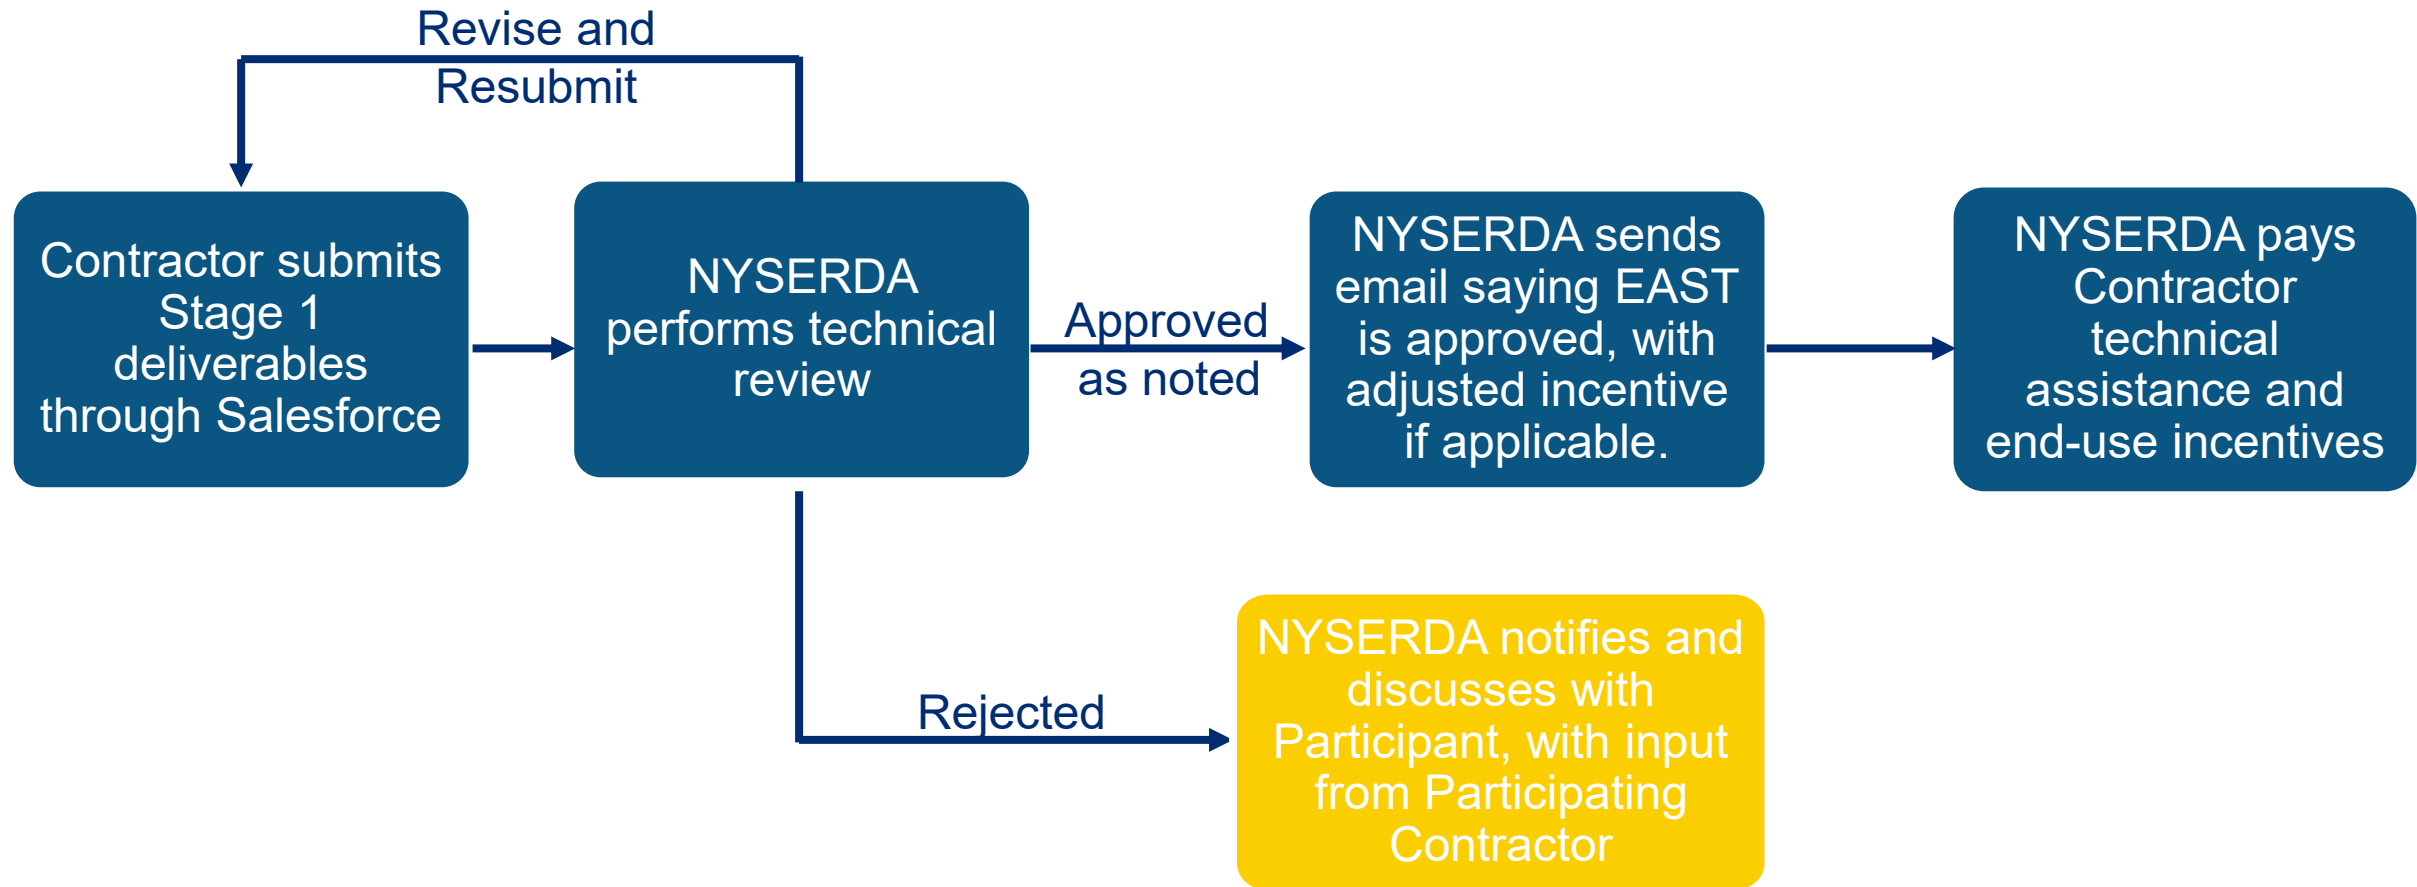 Revise and
Resubmit
Contractor submits
Stage 1
deliverables
through Salesforce
NYSERDA
performs technical
review
Approved
as noted
NYSERDA sends
email saying EAST
is approved, with
adjusted incentive
if applicable.
NYSERDA pays
Contractor
technical
assistance and
end-use incentives
Rejected
NYSERDA notifies and
discusses with
Participant, with input
from Participating
Contractor